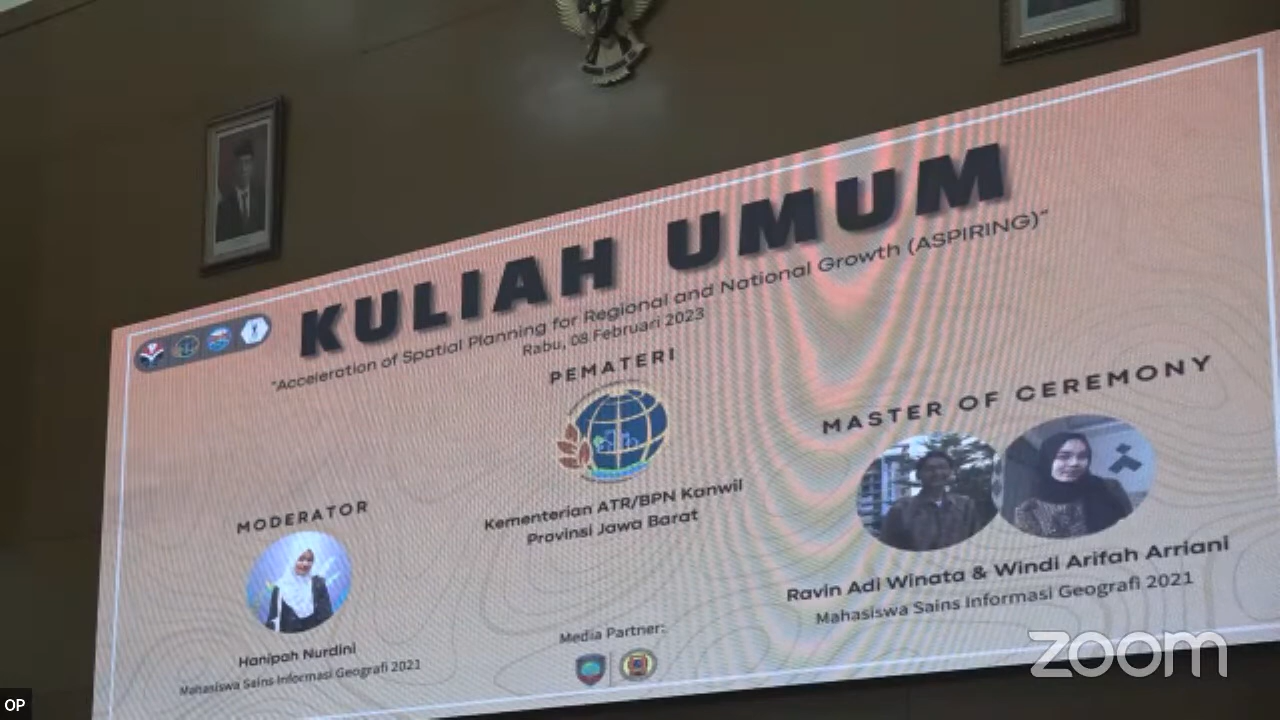 KULIAH UMUM
"Acceleration of Spatial Planning for Regional and National Growth (ASPIRING)"
Rabu, 08 Februari 2023
PEMATERI
Kementerian ATR/BPN Kanwil
Provinsi Jawa Barat
MASTER OF CEREMONY
Ravin Adi Winata & Windi Arifah Arriani
Mahasiswa Sains Informasi Geografi 2021
MODERATOR
Hanipah Nurdini
Mahasiswa Sains Informasi Geografi 2021
Media Partner:
zoom
OP